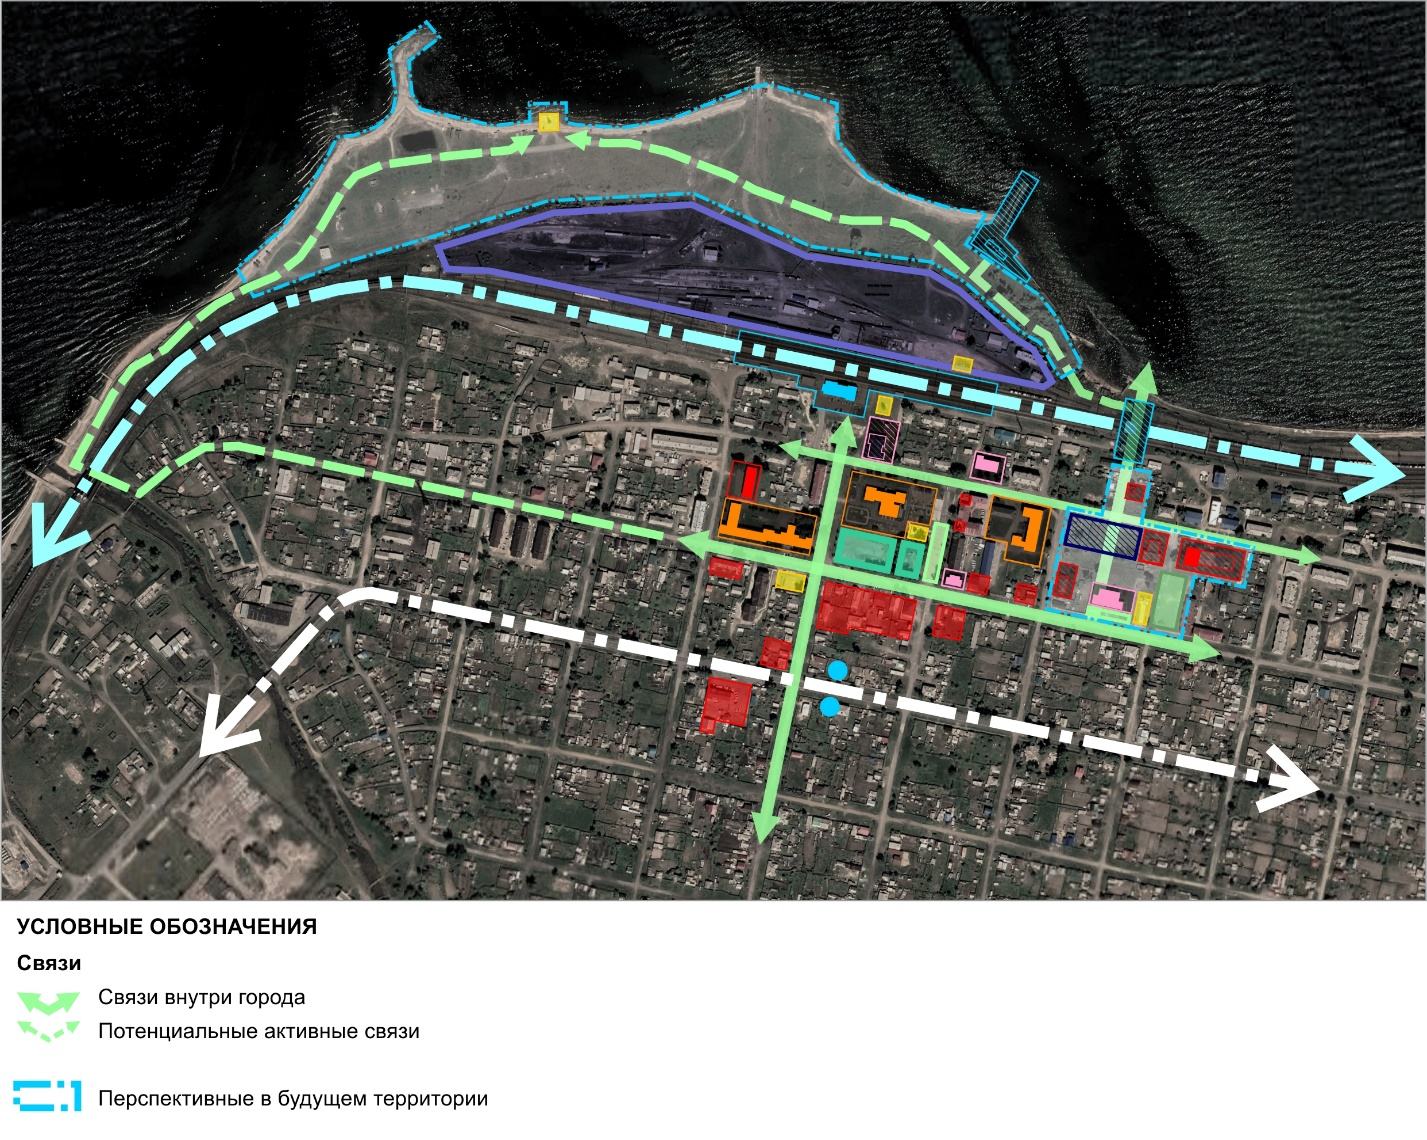 УСЛОВНЫЕ ОБОЗНАЧЕНИЯ
Связи
Связи внутри города
Потенциальные активные связи
Перспективные в будущем территории